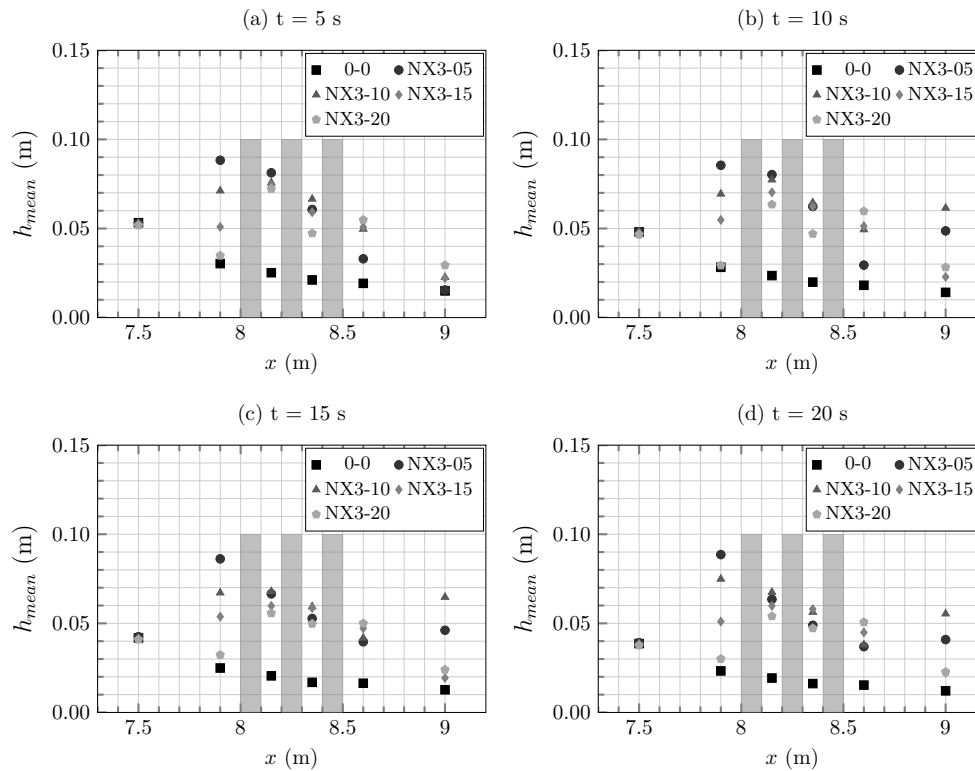 (a) t = 5 s
0.15
0.10
0.05
0.00
h_mean (m)
0-0 NX3-05
NX3-10 NX3-15
NX3-20
7.5 8 8.5 9
x (m)
(b) t = 10 s
0.15
0.10
0.05
0.00
h_mean (m)
0-0 NX3-05
NX3-10 NX3-15
NX3-20
7.5 8 8.5 9
x (m)
(c) t = 15 s
0.15
0.10
0.05
0.00
h_mean (m)
0-0 NX3-05
NX3-10 NX3-15
NX3-20
7.5 8 8.5 9
x (m)
(d) t = 20 s
0.15
0.10
0.05
0.00
h_mean (m)
0-0 NX3-05
NX3-10 NX3-15
NX3-20
7.5 8 8.5 9
x (m)